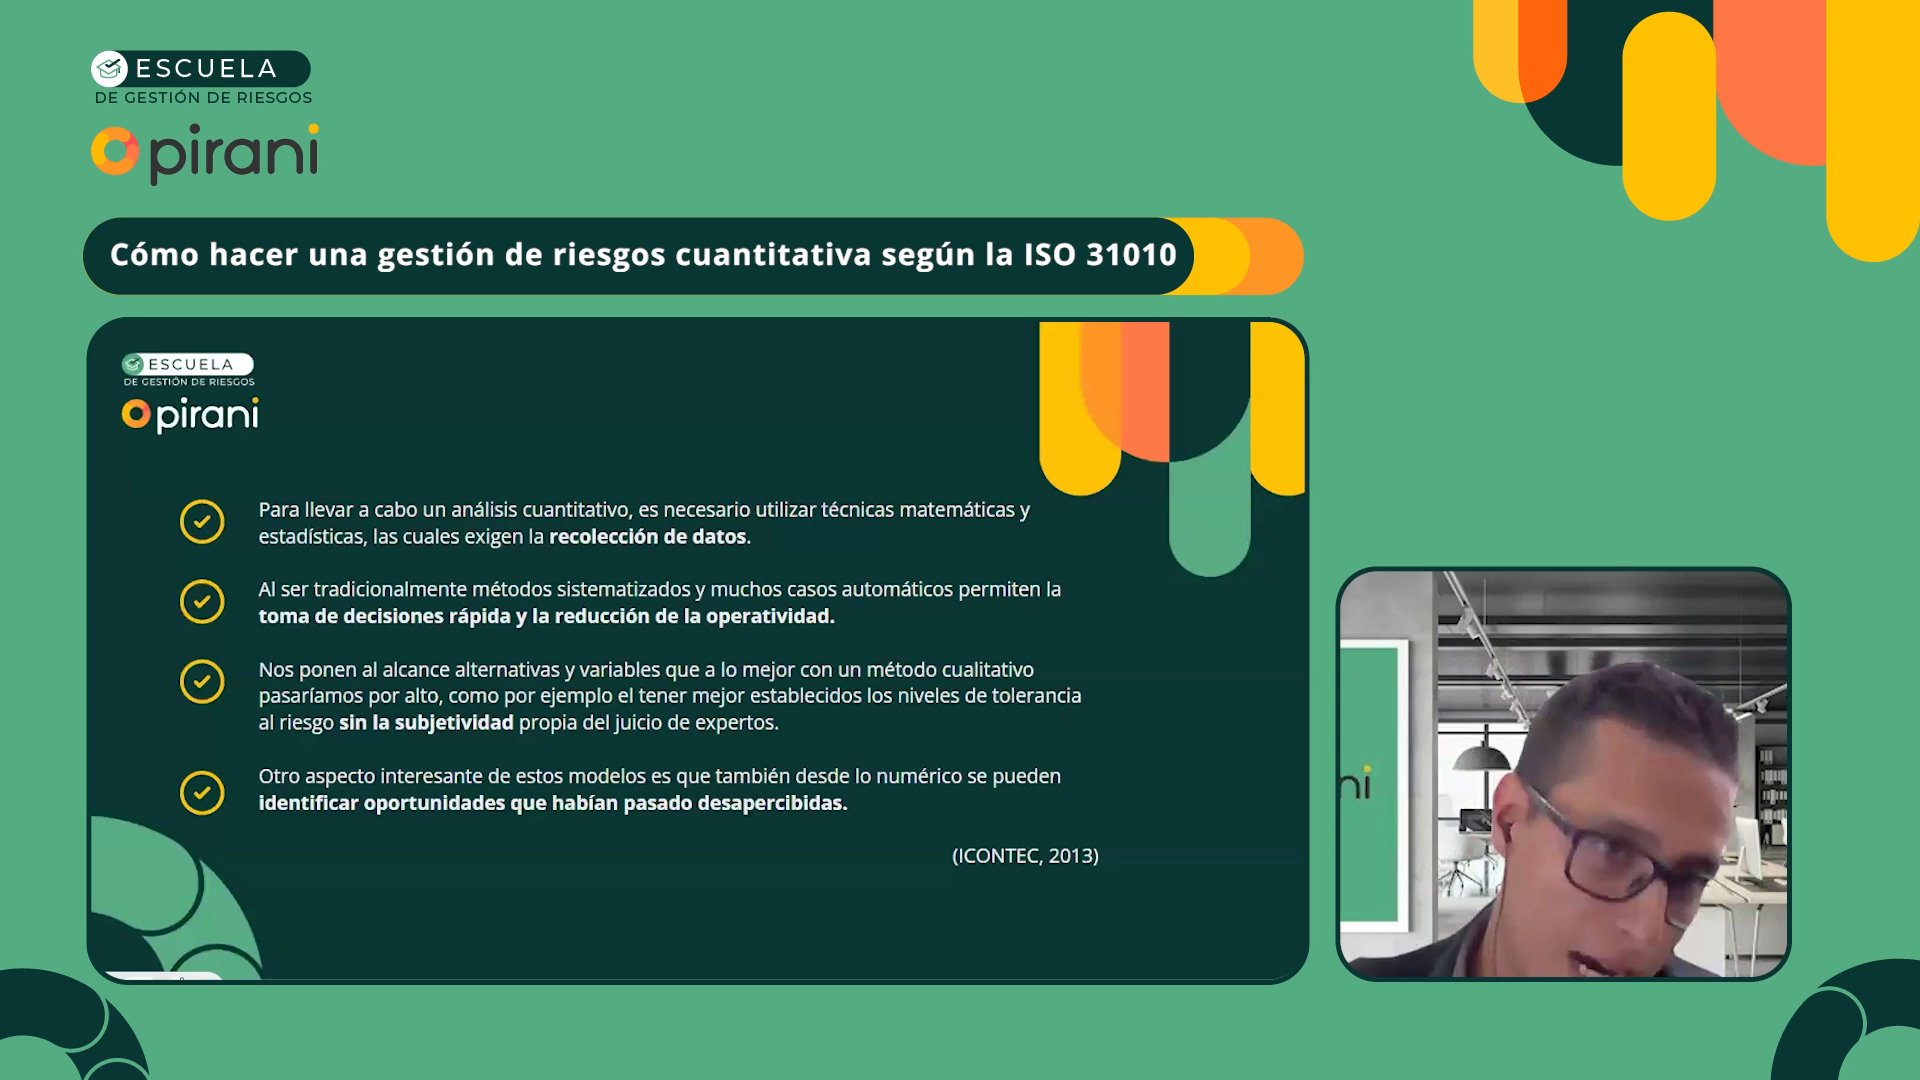 ESCUELA
DE GESTIÓN DE RIESGOS
pirani
Cómo hacer una gestión de riesgos cuantitativa según la ISO 31010
ESCUELA
DE GESTIÓN DE RIESGOS
pirani
Para llevar a cabo un análisis cuantitativo, es necesario utilizar técnicas matemáticas y
estadísticas, las cuales exigen la recolección de datos.
Al ser tradicionalmente métodos sistematizados y muchos casos automáticos permiten la
toma de decisiones rápida y la reducción de la operatividad.
Nos ponen al alcance alternativas y variables que a lo mejor con un método cualitativo
pasaríamos por alto, como por ejemplo el tener mejor establecidos los niveles de tolerancia
al riesgo sin la subjetividad propia del juicio de expertos.
Otro aspecto interesante de estos modelos es que también desde lo numérico se pueden
identificar oportunidades que habían pasado desapercibidas.
(ICONTEC, 2013)
ni